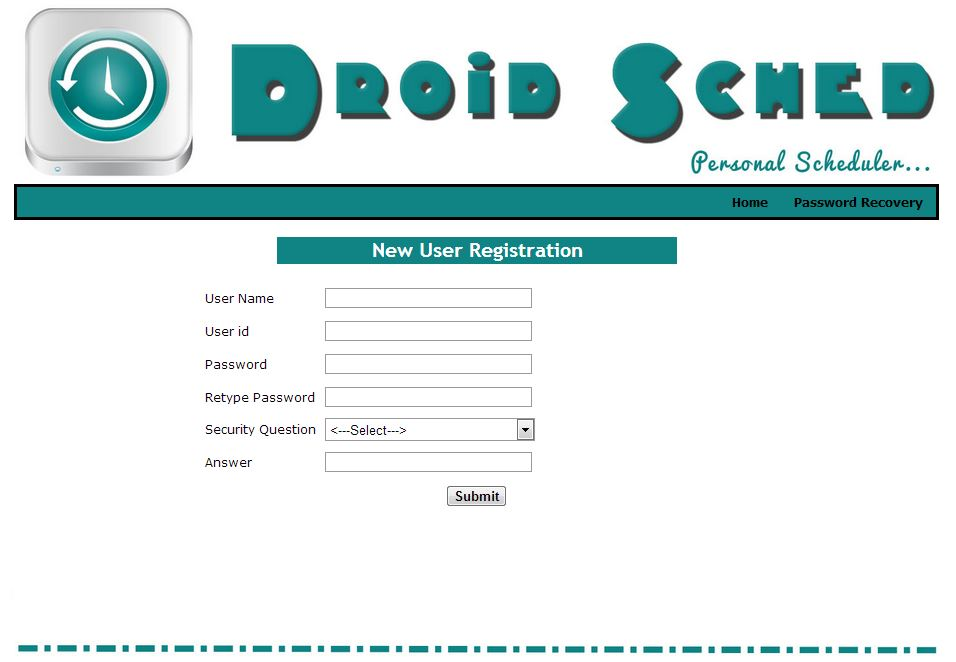 Droid Sched
Personal Scheduler...
Home Password Recovery
New User Registration
User Name
User id
Password
Retype Password
Security Question <---Select--->
Answer
Submit